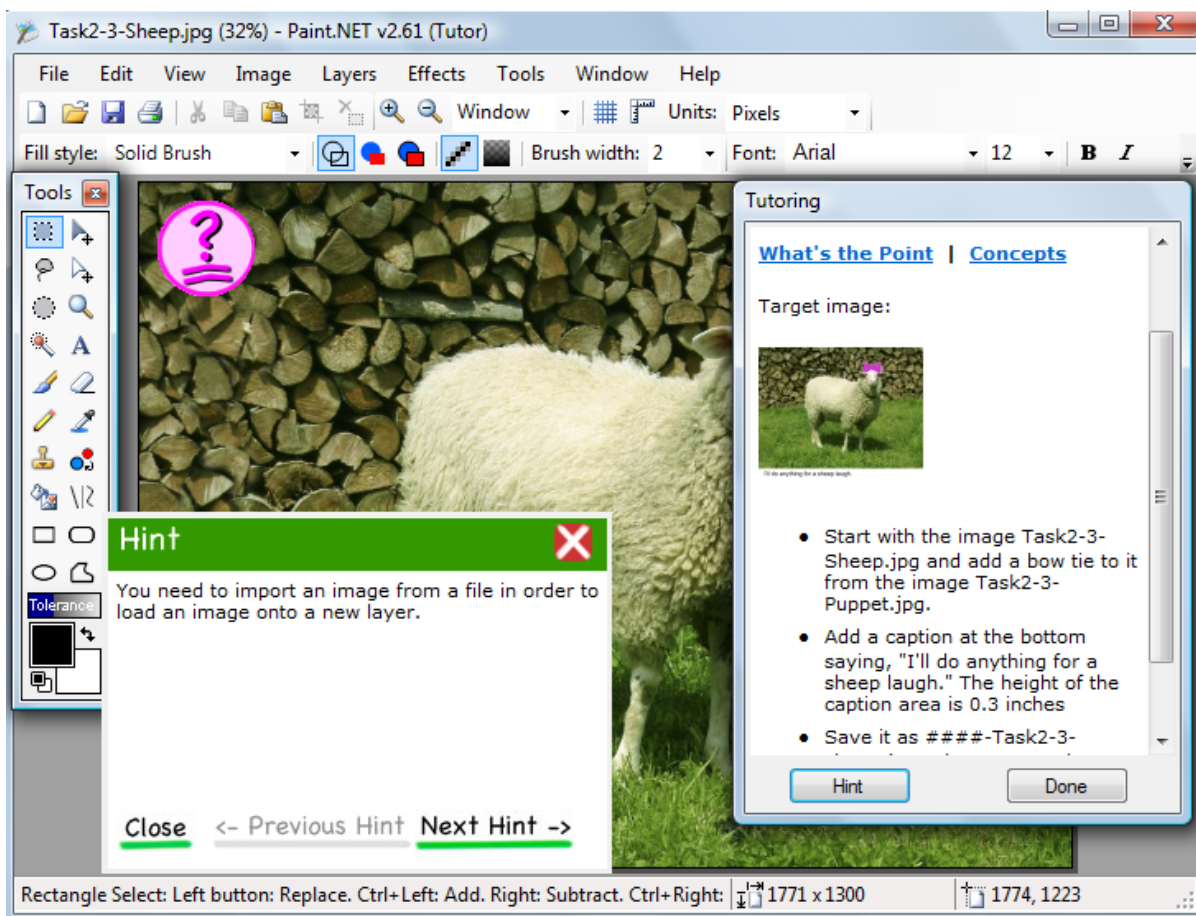 Task2-3-Sheep.jpg (32%) - Paint.NET v2.61 (Tutor)
File Edit View Image Layers Effects Tools Window Help
Window Units: Pixels
Fill style: Solid Brush Brush width: 2 Font: Arial 12 B I
Tools
?
A
Tolerance
Hint
You need to import an image from a file in order to
load an image onto a new layer.
Close <- Previous Hint Next Hint ->
Tutoring
What's the Point | Concepts
Target image:
I'll do anything for a sheep laugh.
• Start with the image Task2-3-
Sheep.jpg and add a bow tie to it
from the image Task2-3-
Puppet.jpg.
• Add a caption at the bottom
saying, "I'll do anything for a
sheep laugh." The height of the
caption area is 0.3 inches
• Save it as ####-Task2-3-
Hint Done
Rectangle Select: Left button: Replace. Ctrl+Left: Add. Right: Subtract. Ctrl+Right: 1771 x 1300 1774, 1223